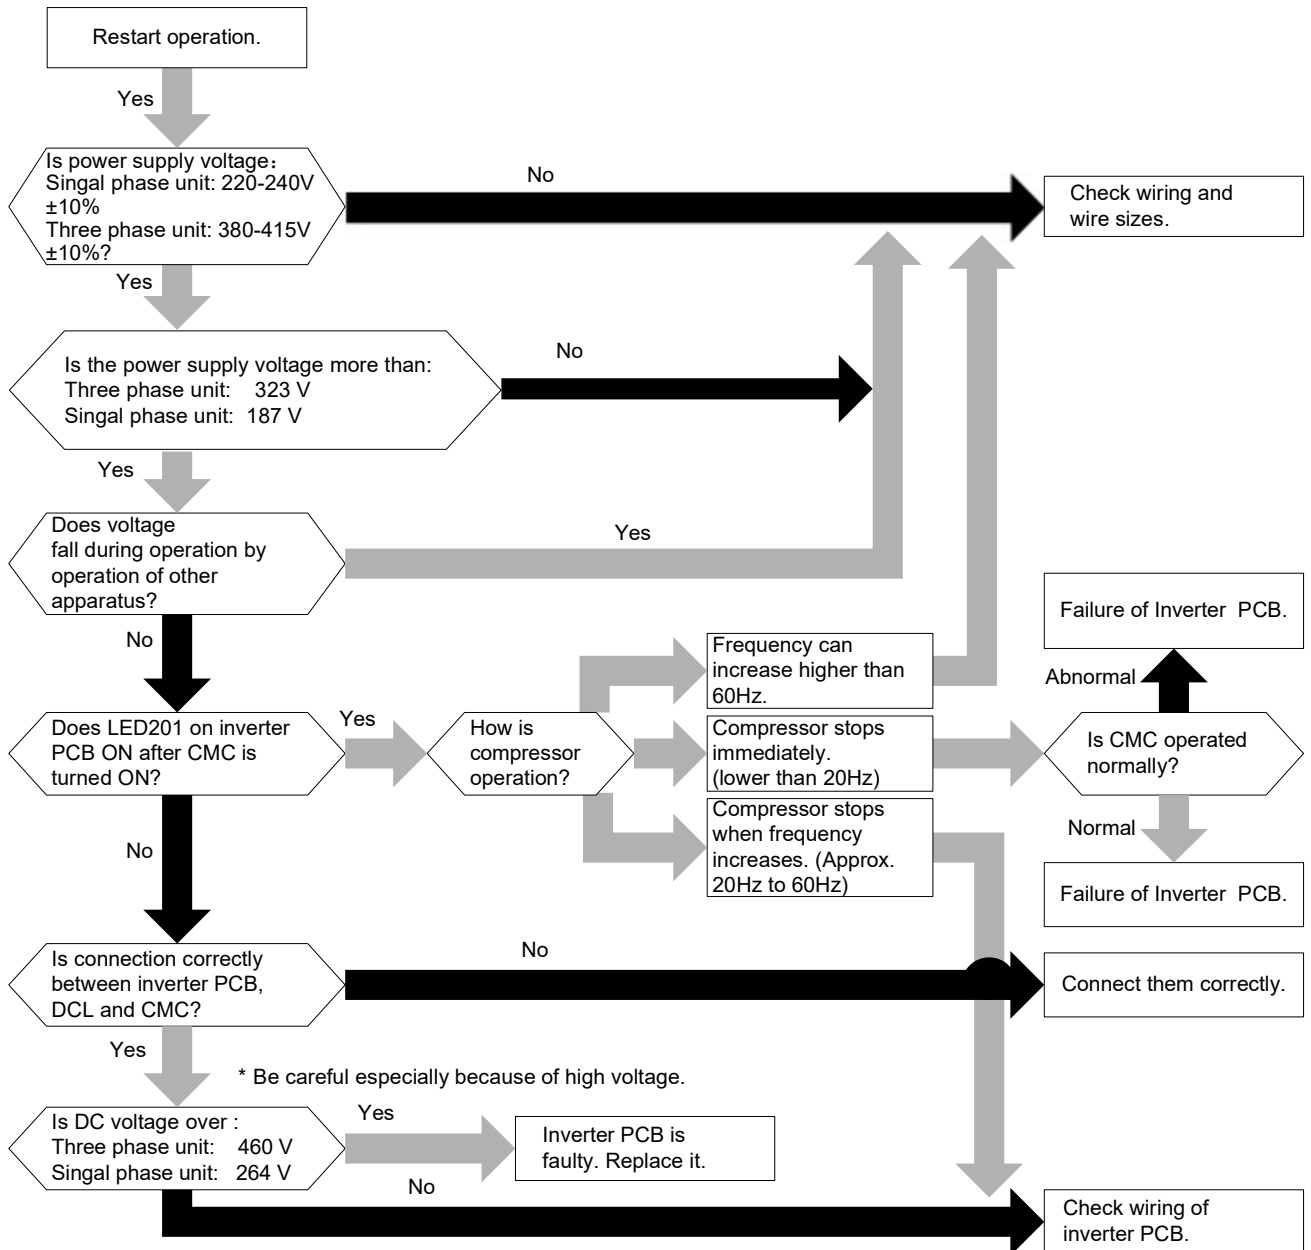 Restart operation.
Yes
Is power supply voltage：
Singal phase unit: 220-240V
±10%
Three phase unit: 380-415V
±10%?
No
Check wiring and
wire sizes.
Yes
Is the power supply voltage more than:
Three phase unit: 323 V
Singal phase unit: 187 V
No
Yes
Does voltage
fall during operation by
operation of other
apparatus?
Yes
No
Does LED201 on inverter
PCB ON after CMC is
turned ON?
Yes
How is
compressor
operation?
Frequency can
increase higher than
60Hz.
Compressor stops
immediately.
(lower than 20Hz)
Compressor stops
when frequency
increases. (Approx.
20Hz to 60Hz)
Failure of Inverter PCB.
Abnormal
Is CMC operated
normally?
Normal
Failure of Inverter PCB.
No
Is connection correctly
between inverter PCB,
DCL and CMC?
No
Connect them correctly.
Yes
* Be careful especially because of high voltage.
Is DC voltage over :
Three phase unit: 460 V
Singal phase unit: 264 V
Yes
Inverter PCB is
faulty. Replace it.
No
Check wiring of
inverter PCB.